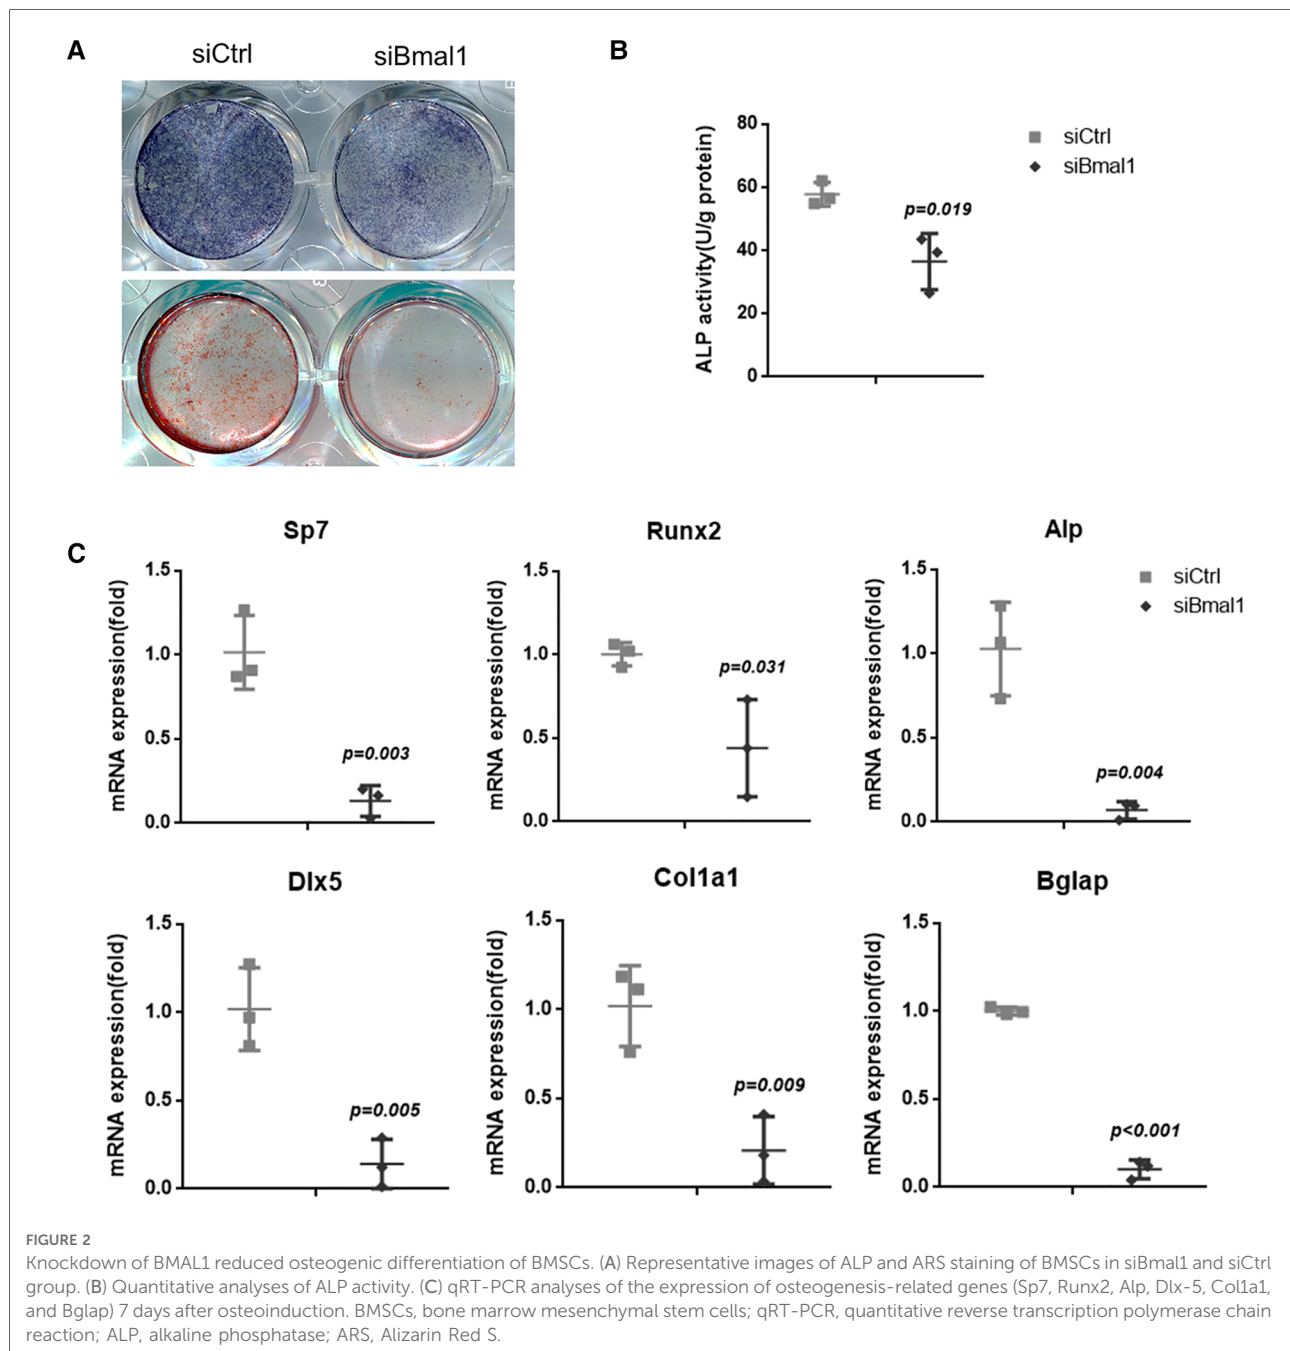 A
siCtrl
siBmal1
B
ALP activity(U/g protein)
80
60
40
20
0
p=0.019
siCtrl
siBmal1
C
Sp7
mRNA expression(fold)
1.5
1.0
0.5
0.0
p=0.003
Runx2
mRNA expression(fold)
1.5
1.0
0.5
0.0
p=0.031
Alp
mRNA expression(fold)
1.5
1.0
0.5
0.0
p=0.004
siCtrl
siBmal1
Dlx5
mRNA expression(fold)
1.5
1.0
0.5
0.0
p=0.005
Col1a1
mRNA expression(fold)
1.5
1.0
0.5
0.0
p=0.009
Bglap
mRNA expression(fold)
1.5
1.0
0.5
0.0
p<0.001
FIGURE 2
Knockdown of BMAL1 reduced osteogenic differentiation of BMSCs. (A) Representative images of ALP and ARS staining of BMSCs in siBmal1 and siCtrl
group. (B) Quantitative analyses of ALP activity. (C) qRT-PCR analyses of the expression of osteogenesis-related genes (Sp7, Runx2, Alp, Dlx-5, Col1a1,
and Bglap) 7 days after osteoinduction. BMSCs, bone marrow mesenchymal stem cells; qRT-PCR, quantitative reverse transcription polymerase chain
reaction; ALP, alkaline phosphatase; ARS, Alizarin Red S.